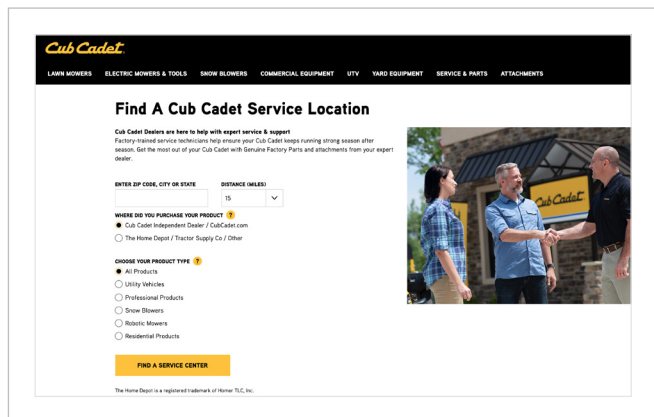 Cub Cadet.
LAWN MOWERS ELECTRIC MOWERS & TOOLS SNOW BLOWERS COMMERCIAL EQUIPMENT UTV YARD EQUIPMENT SERVICE & PARTS ATTACHMENTS
Find A Cub Cadet Service Location
Cub Cadet Dealers are here to help with expert service & support
Factory-trained service technicians help ensure your Cub Cadet keeps running strong season after
season. Get the most out of your Cub Cadet with Genuine Factory Parts and attachments from your expert
dealer.
ENTER ZIP CODE, CITY OR STATE DISTANCE (MILES)
15
WHERE DID YOU PURCHASE YOUR PRODUCT ?
Cub Cadet Independent Dealer / CubCadet.com
The Home Depot / Tractor Supply Co / Other
CHOOSE YOUR PRODUCT TYPE ?
All Products
Utility Vehicles
Professional Products
Snow Blowers
Robotic Mowers
Residential Products
FIND A SERVICE CENTER
The Home Depot is a registered trademark of Homer TLC, Inc.
Cub Cadet